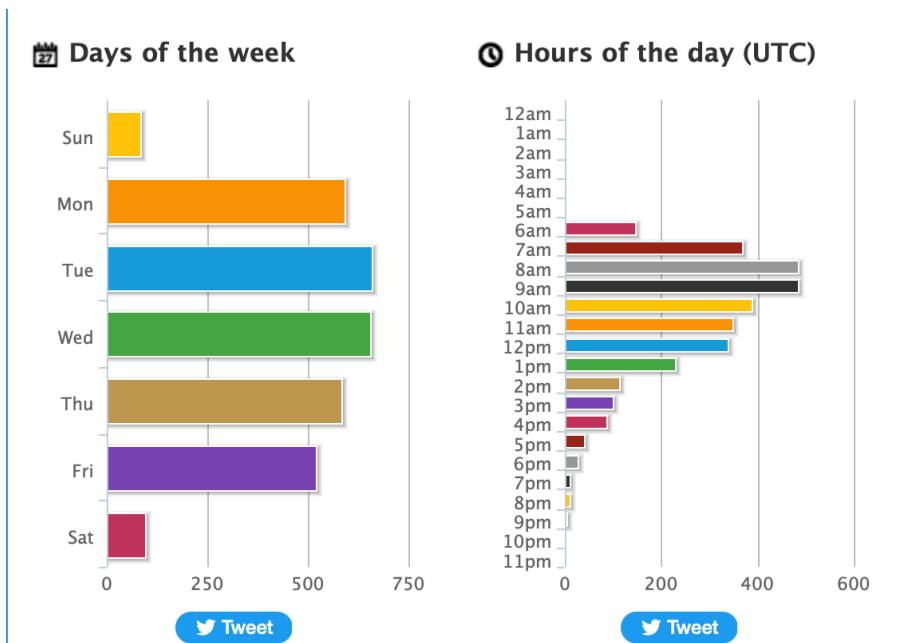 27 Days of the week
Sun
Mon
Tue
Wed
Thu
Fri
Sat
0 250 500 750
Tweet
Hours of the day (UTC)
12am
1am
2am
3am
4am
5am
6am
7am
8am
9am
10am
11am
12pm
1pm
2pm
3pm
4pm
5pm
6pm
7pm
8pm
9pm
10pm
11pm
0 200 400 600
Tweet